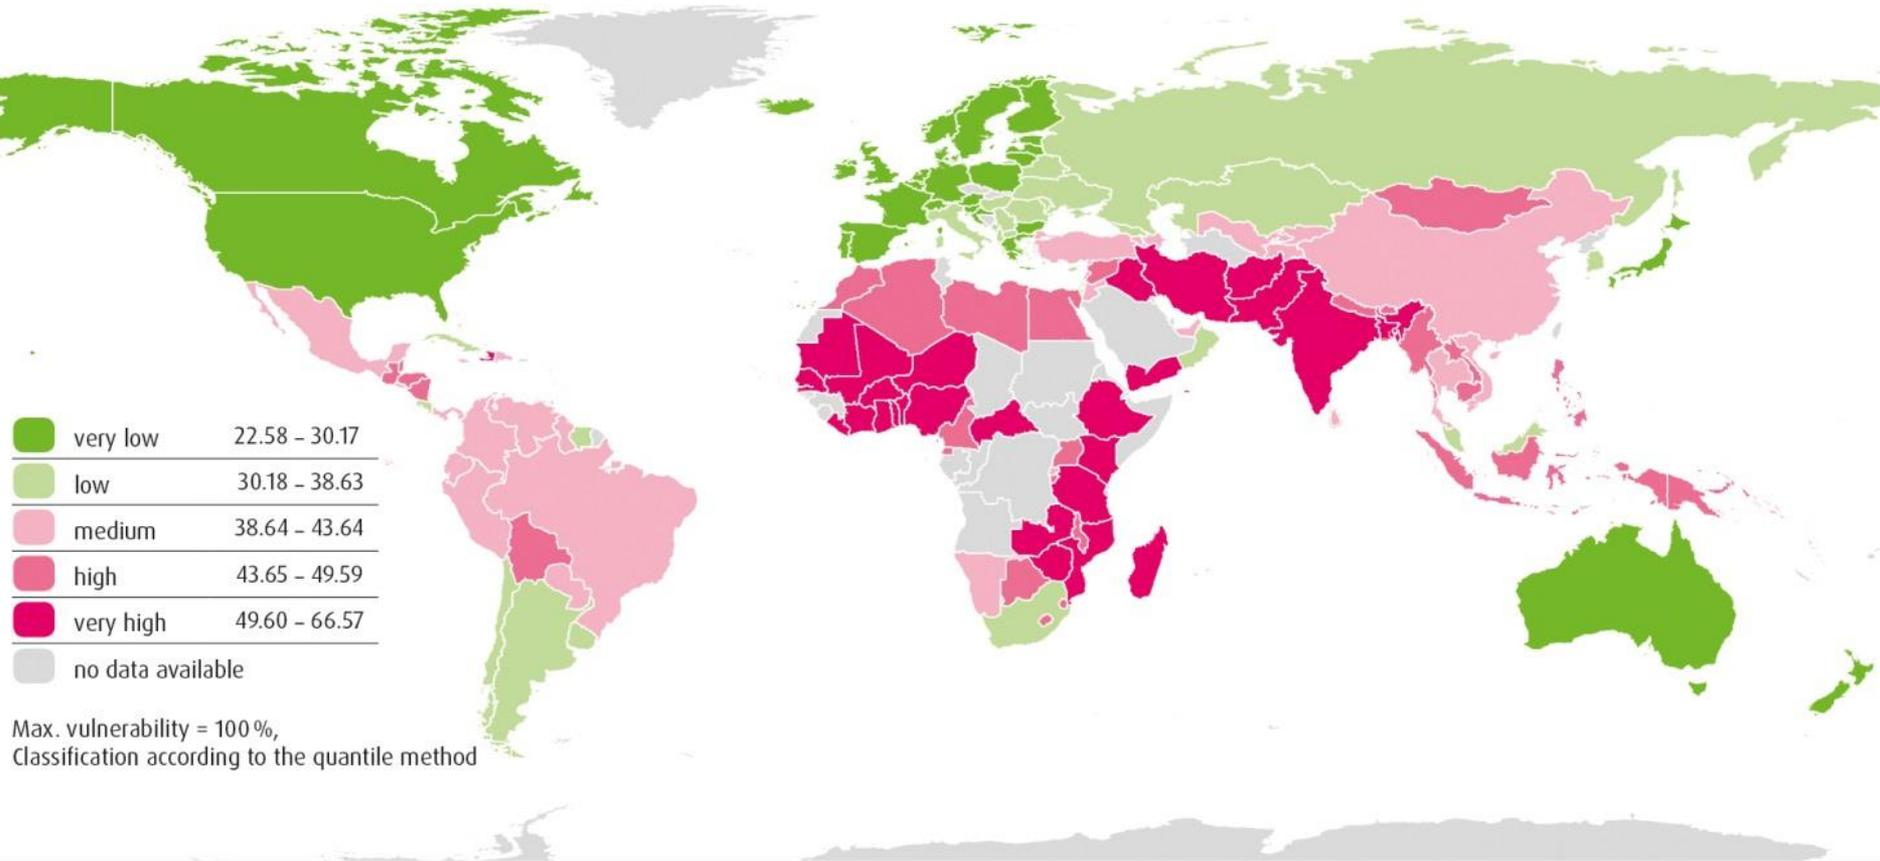 very low 22.58 – 30.17
low 30.18 – 38.63
medium 38.64 – 43.64
high 43.65 – 49.59
very high 49.60 – 66.57
no data available
Max. vulnerability = 100 %,
Classification according to the quantile method